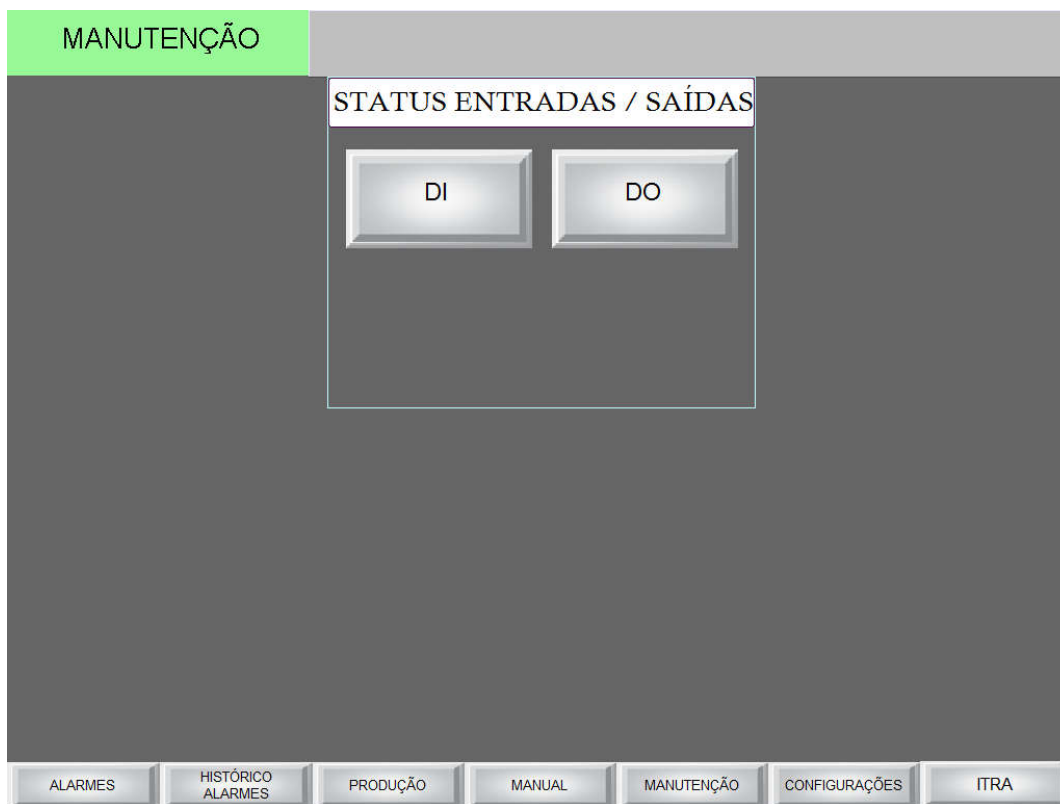 MANUTENÇÃO
STATUS ENTRADAS / SAÍDAS
DI
DO
ALARMES
HISTÓRICO
ALARMES
PRODUÇÃO
MANUAL
MANUTENÇÃO
CONFIGURAÇÕES
ITRA